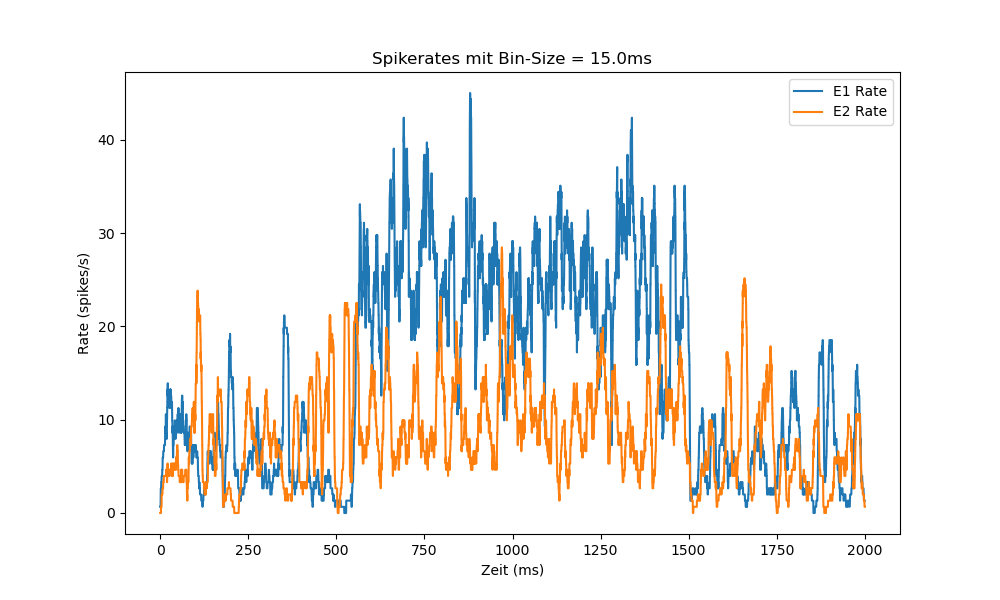 Spikerates mit Bin-Size = 15.0ms
E1 Rate
E2 Rate
Rate (spikes/s)
40
30
20
10
0
0 250 500 750 1000 1250 1500 1750 2000
Zeit (ms)